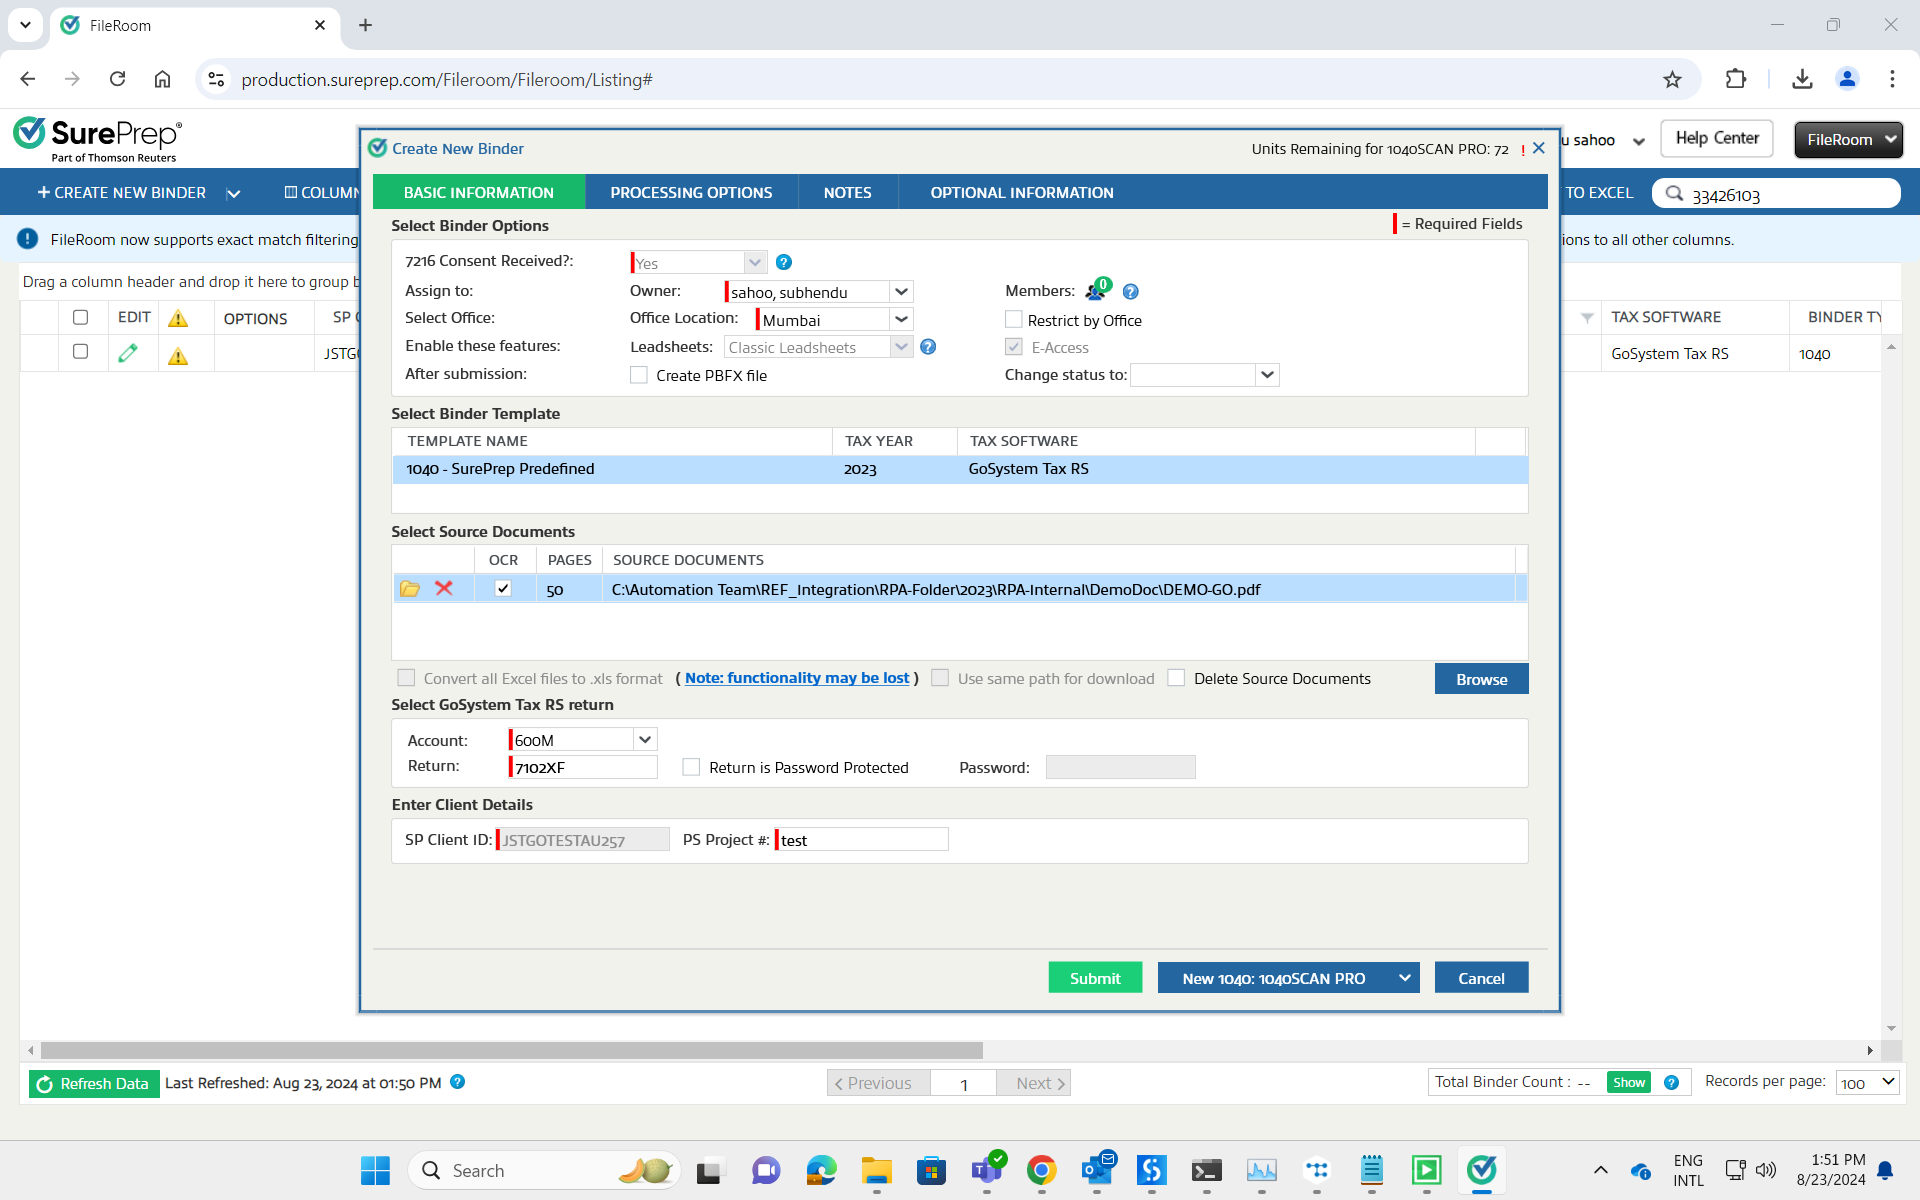 FileRoom
production.sureprep.com/Fileroom/Fileroom/Listing#
SurePrep®
Part of Thomson Reuters
u sahoo
Help Center
FileRoom
+ CREATE NEW BINDER
COLUMN
TO EXCEL
33426103
FileRoom now supports exact match filtering
ions to all other columns.
Drag a column header and drop it here to group b
EDIT
OPTIONS
SP C
TAX SOFTWARE
BINDER TY
JSTGO
GoSystem Tax RS
1040
Create New Binder
Units Remaining for 1040SCAN PRO: 72 !
BASIC INFORMATION
PROCESSING OPTIONS
NOTES
OPTIONAL INFORMATION
Select Binder Options
= Required Fields
7216 Consent Received?:
Yes
Assign to:
Owner:
sahoo, subhendu
Members:
0
Select Office:
Office Location:
Mumbai
Restrict by Office
Enable these features:
Leadsheets:
Classic Leadsheets
E-Access
After submission:
Create PBFX file
Change status to:
Select Binder Template
TEMPLATE NAME
TAX YEAR
TAX SOFTWARE
1040 - SurePrep Predefined
2023
GoSystem Tax RS
Select Source Documents
OCR
PAGES
SOURCE DOCUMENTS
50
C:\Automation Team\REF_Integration\RPA-Folder\2023\RPA-Internal\DemoDoc\DEMO-GO.pdf
Convert all Excel files to .xls format
( Note: functionality may be lost )
Use same path for download
Delete Source Documents
Browse
Select GoSystem Tax RS return
Account:
600M
Return:
7102XF
Return is Password Protected
Password:
Enter Client Details
SP Client ID:
JSTGOTESTAU257
PS Project #:
test
Submit
New 1040: 1040SCAN PRO
Cancel
Refresh Data
Last Refreshed: Aug 23, 2024 at 01:50 PM
Previous
1
Next
Total Binder Count : --
Show
Records per page:
100
Search
ENG
INTL
1:51 PM
8/23/2024